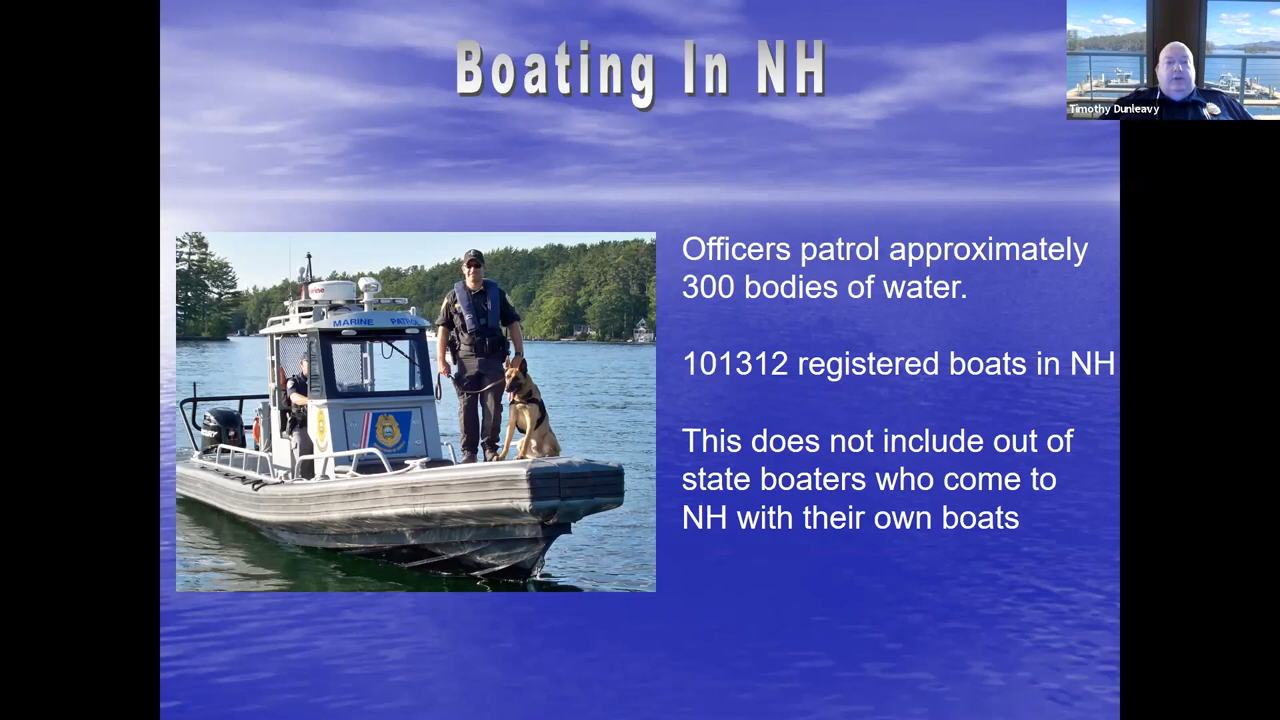 Boating In NH
Timothy Dunleavy
MARINE PATROL
Officers patrol approximately
300 bodies of water.
101312 registered boats in NH
This does not include out of
state boaters who come to
NH with their own boats